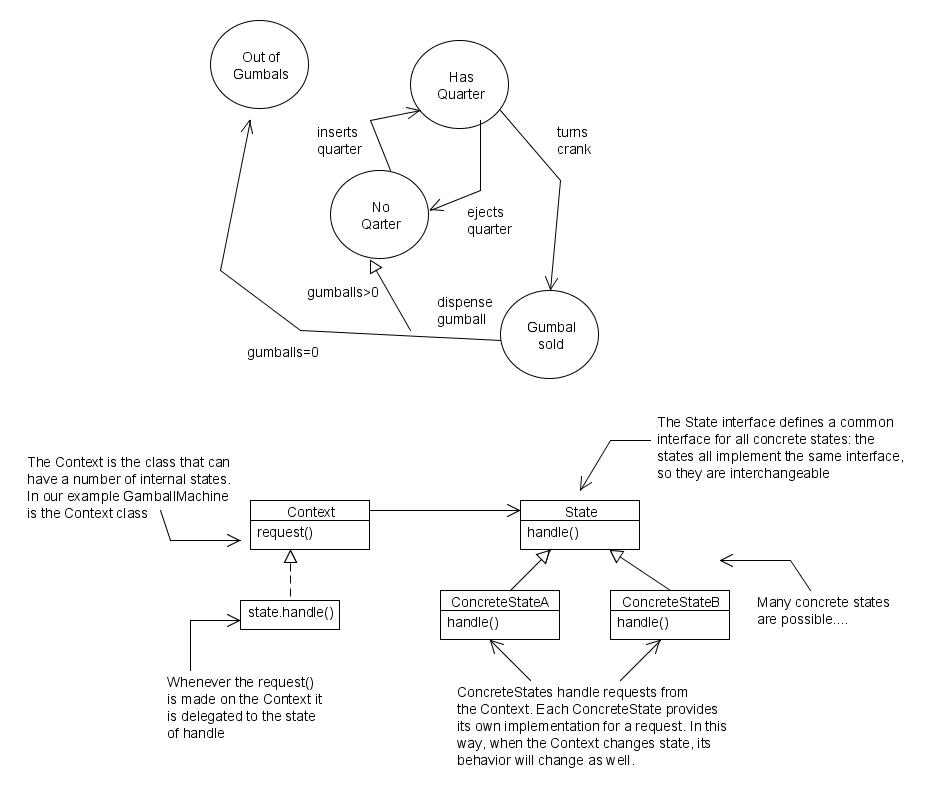 Out of
Gumbals
Has
Quarter
inserts
quarter
turns
crank
No
Qarter
ejects
quarter
gumballs>0
dispense
gumball
Gumbal
sold
gumballs=0
The State interface defines a common
interface for all concrete states: the
states all implement the same interface,
so they are interchangeable
The Context is the class that can
have a number of internal states.
In our example GamballMachine
is the Context class
Context
request()
State
handle()
state.handle()
ConcreteStateA
handle()
ConcreteStateB
handle()
Many concrete states
are possible....
Whenever the request()
is made on the Context it
is delegated to the state
of handle
ConcreteStates handle requests from
the Context. Each ConcreteState provides
its own implementation for a request. In this
way, when the Context changes state, its
behavior will change as well.